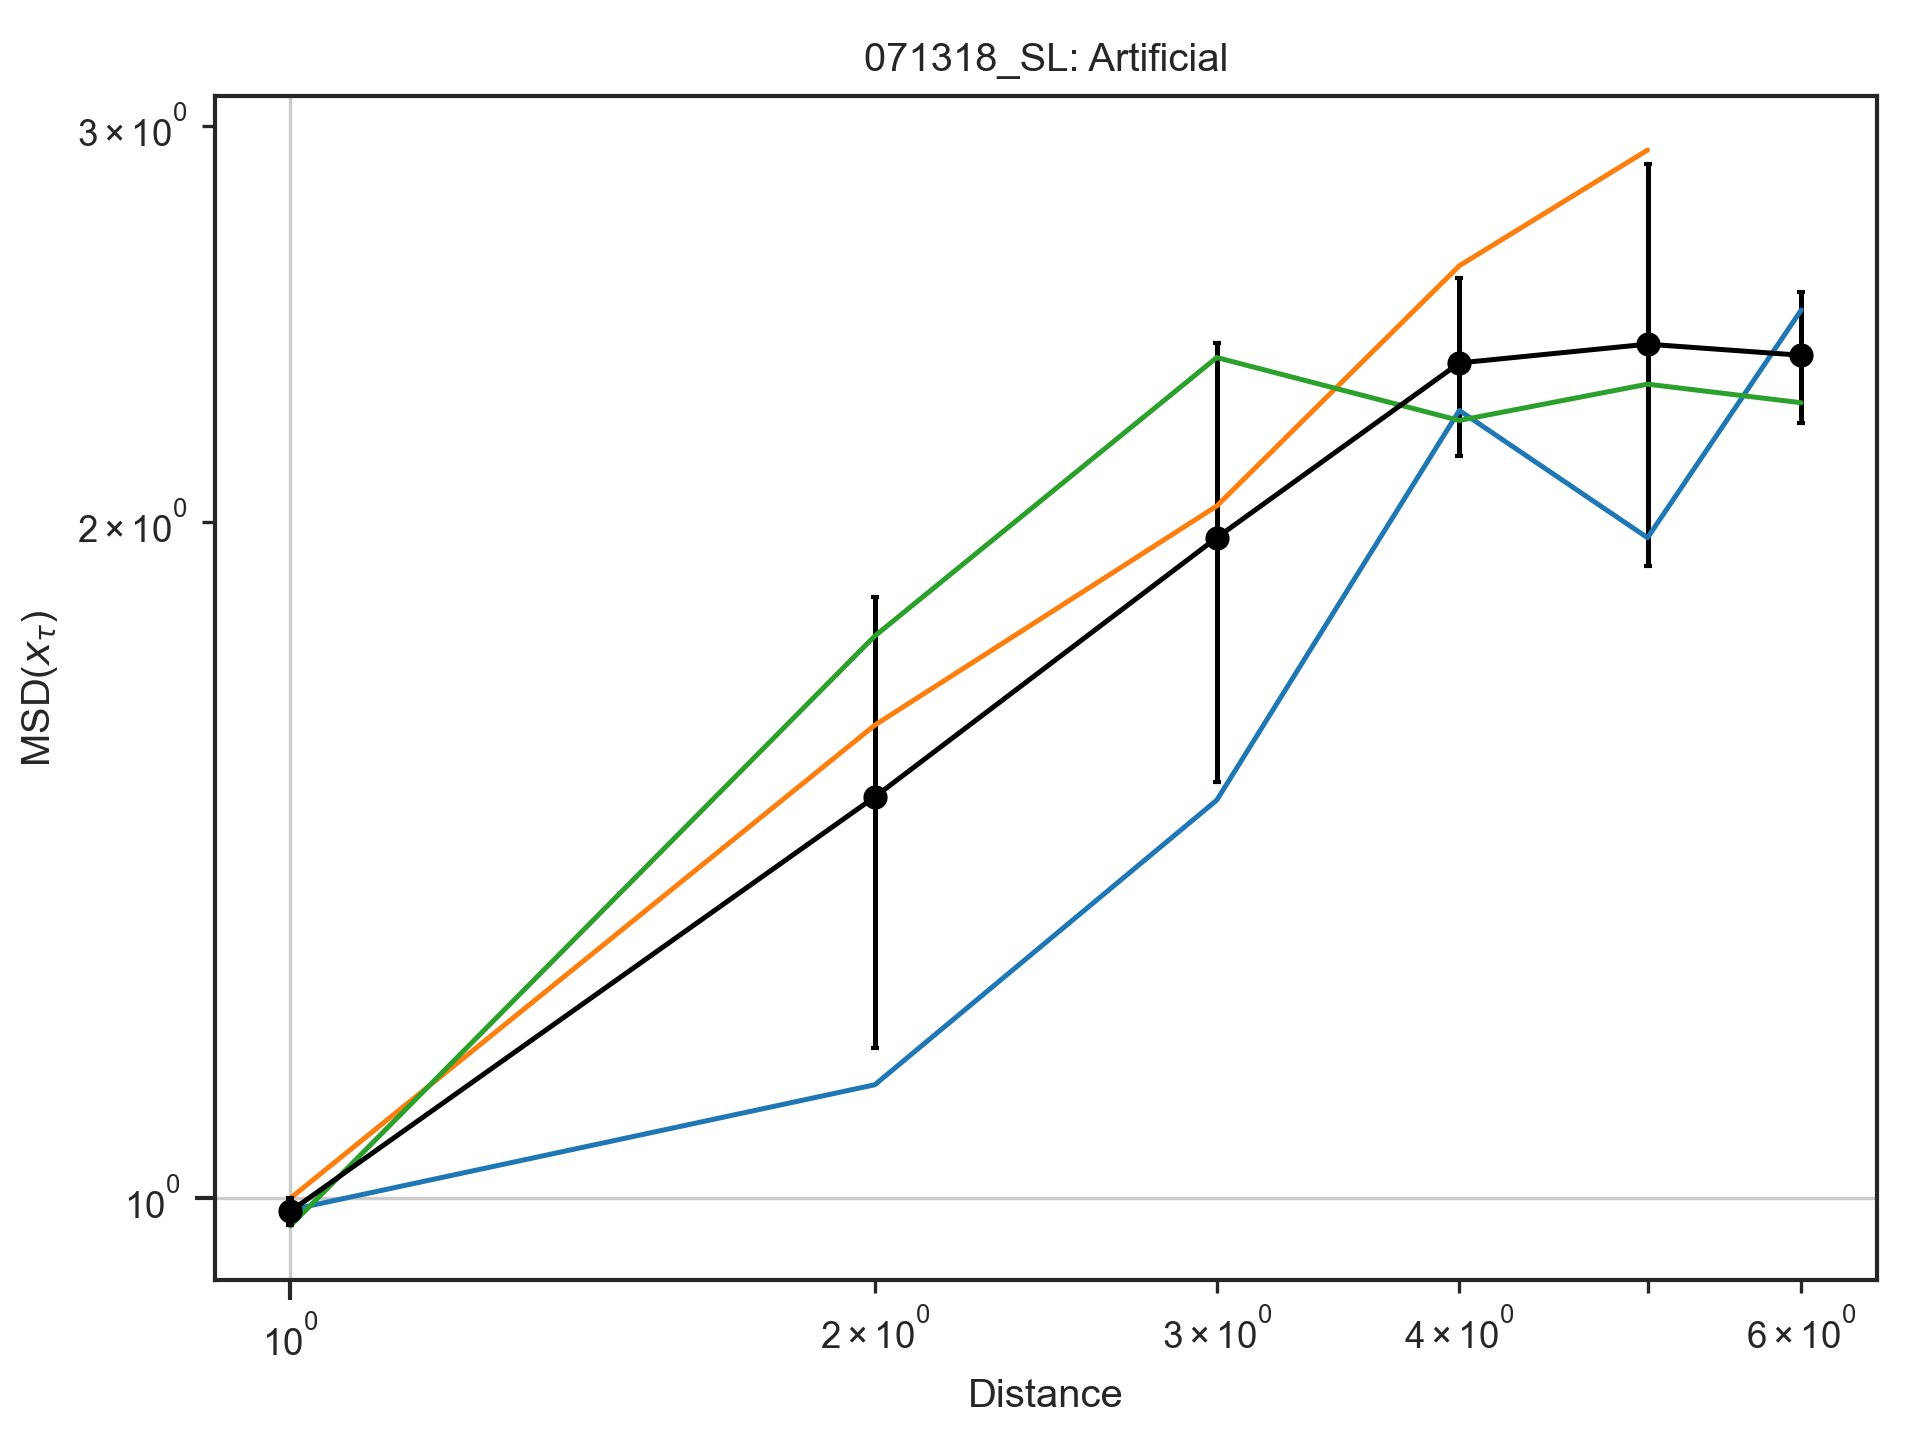 071318_SL: Artificial
3 × 10⁰
2 × 10⁰
10⁰
MSD(x_τ)
10⁰ 2 × 10⁰ 3 × 10⁰ 4 × 10⁰ 6 × 10⁰
Distance